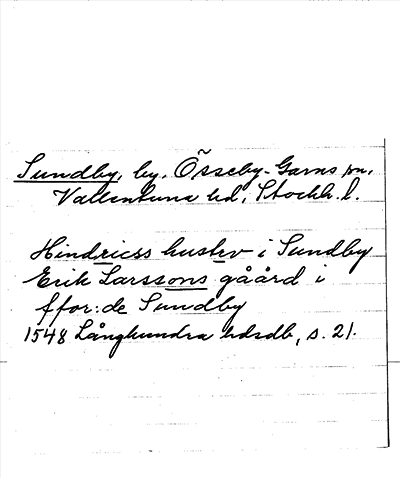 Sundby, by, Össeby-Garns sn,
Vallentuna hd, Stockh. l.
Hindricss hustrv i Sundby
Erik Larssons gåård i
ffor:de Sundby
1548 Långhundra hdsdb, s. 21.